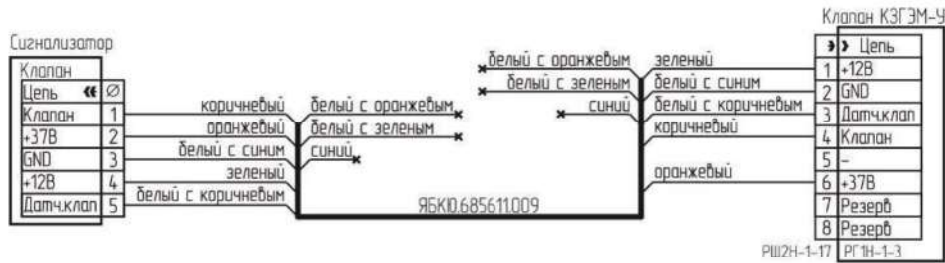 Клапан КЗГЭМ-У
Сигнализатор
Клапан
Цепь Ø
Клапан 1
+37В 2
GND 3
+12В 4
Датч.клап 5
коричневый
оранжевый
белый с синим
зеленый
белый с коричневым
белый с оранжевым
белый с зеленым
синий
ЯБКЮ.685611.009
белый с оранжевым
белый с зеленым
синий
зеленый
белый с синим
белый с коричневым
коричневый
оранжевый
Цепь
1 +12В
2 GND
3 Датч.клап
4 Клапан
5 -
6 +37В
7 Резерв
8 Резерв
РШ2Н-1-17 РГ1Н-1-3